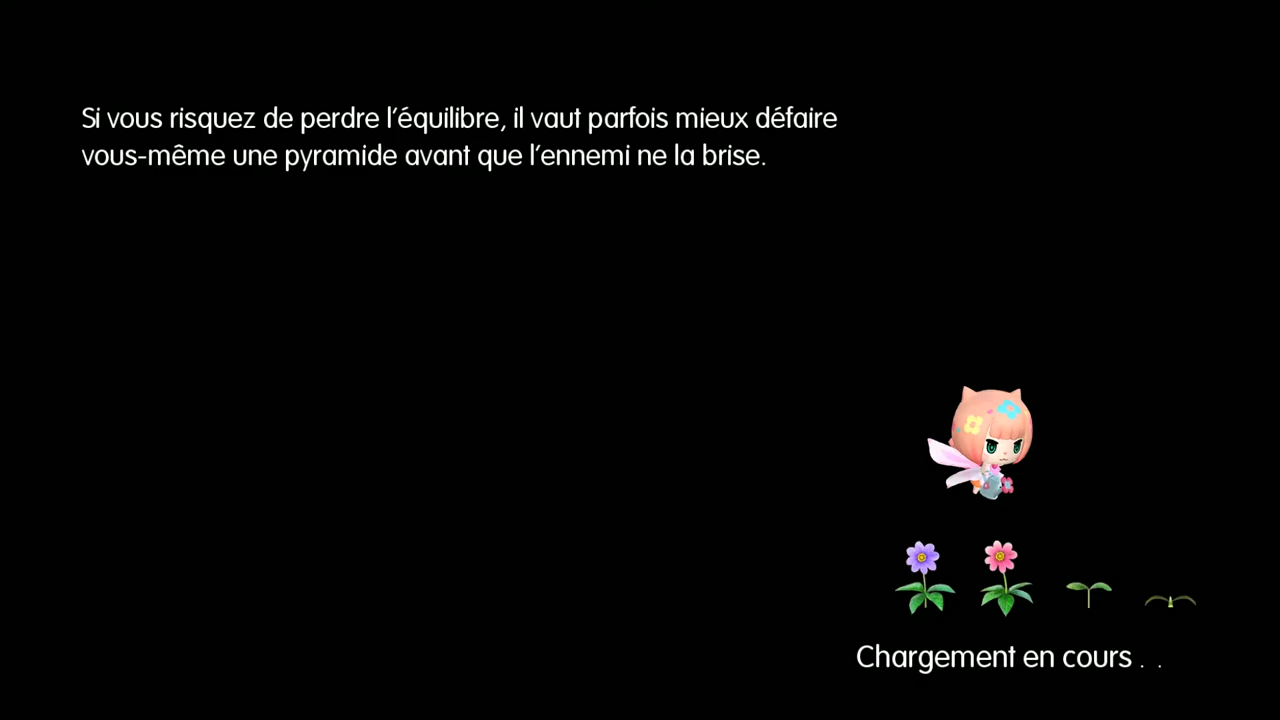 Si vous risquez de perdre l'équilibre, il vaut parfois mieux défaire
vous-même une pyramide avant que l'ennemi ne la brise.
Chargement en cours . .